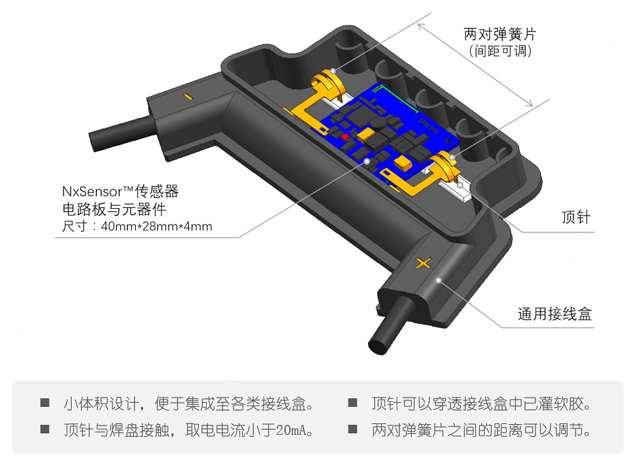 两对弹簧片
（间距可调）
-
NxSensor™传感器
电路板与元器件
尺寸：40mm*28mm*4mm
顶针
+
通用接线盒
■ 小体积设计，便于集成至各类接线盒。
■ 顶针可以穿透接线盒中已灌软胶。
■ 顶针与焊盘接触，取电电流小于20mA。
■ 两对弹簧片之间的距离可以调节。